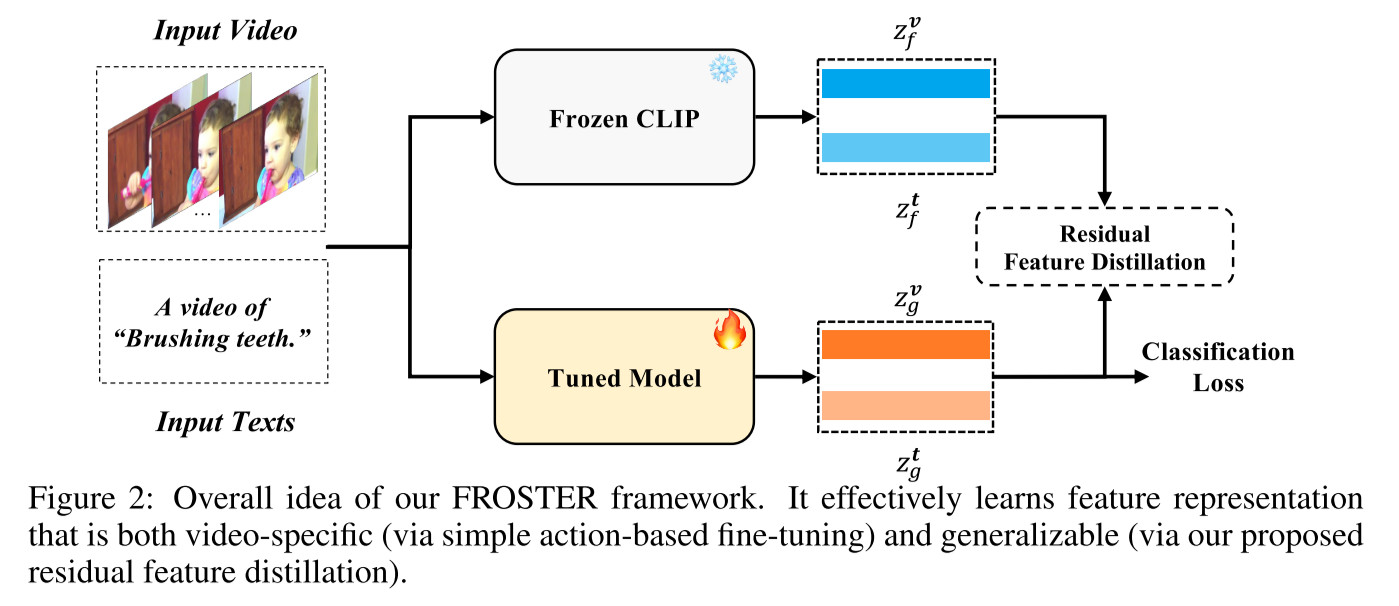 Input Video
...
A video of
“Brushing teeth.”
Input Texts
Frozen CLIP
Tuned Model
z_f^v
z_f^t
z_g^v
z_g^t
Residual
Feature Distillation
Classification
Loss
Figure 2: Overall idea of our FROSTER framework. It effectively learns feature representation
that is both video-specific (via simple action-based fine-tuning) and generalizable (via our proposed
residual feature distillation).